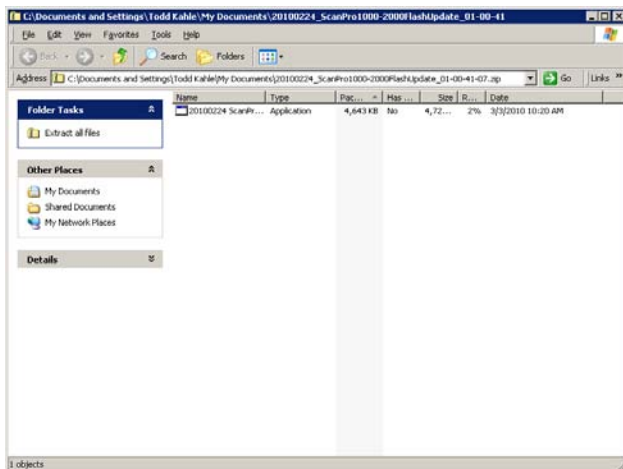 C:\Documents and Settings\Todd Kahle\My Documents\20100224_ScanPro1000-2000FlashUpdate_01-00-41
File Edit View Favorites Tools Help
Back Search Folders
Address C:\Documents and Settings\Todd Kahle\My Documents\20100224_ScanPro1000-2000FlashUpdate_01-00-41-07.zip Go Links »
Folder Tasks
Extract all files
Other Places
My Documents
Shared Documents
My Network Places
Details
Name Type Pac... Has ... Size R... Date
20100224 ScanPr... Application 4,643 KB No 4,72... 2% 3/3/2010 10:20 AM
1 objects